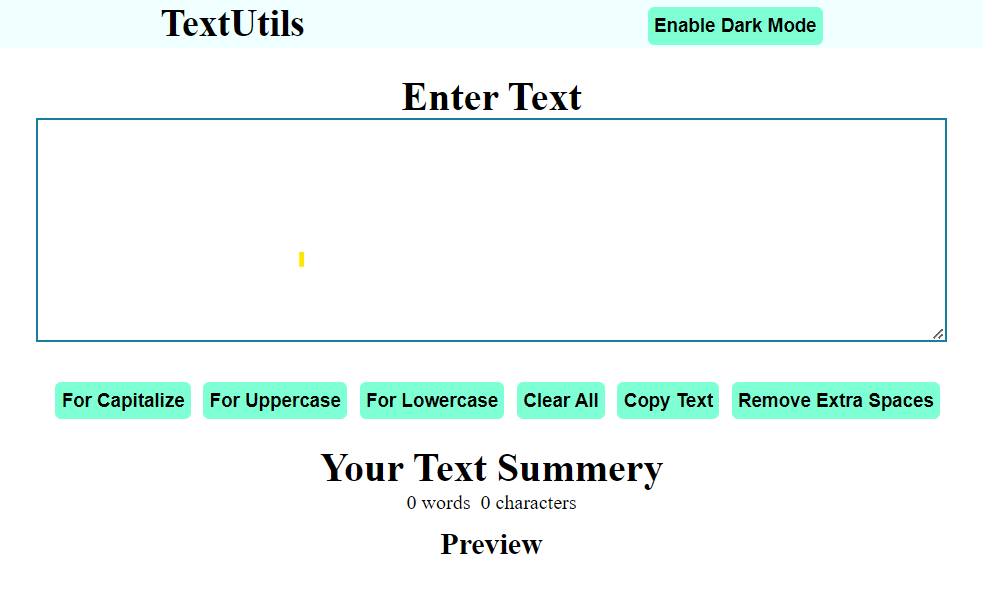 TextUtils Enable Dark Mode
Enter Text
For Capitalize For Uppercase For Lowercase Clear All Copy Text Remove Extra Spaces
Your Text Summery
0 words 0 characters
Preview